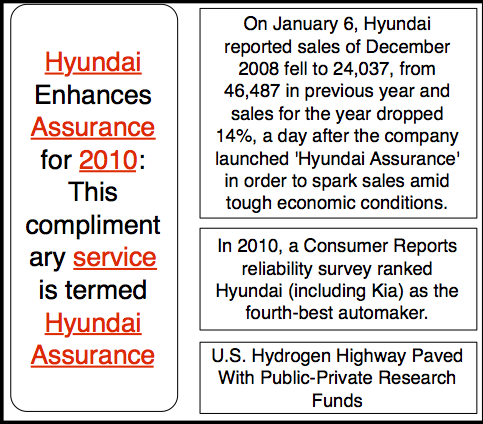 Hyundai
Enhances
Assurance
for 2010:
This
compliment
ary service
is termed
Hyundai
Assurance
On January 6, Hyundai
reported sales of December
2008 fell to 24,037, from
46,487 in previous year and
sales for the year dropped
14%, a day after the company
launched 'Hyundai Assurance'
in order to spark sales amid
tough economic conditions.
In 2010, a Consumer Reports
reliability survey ranked
Hyundai (including Kia) as the
fourth-best automaker.
U.S. Hydrogen Highway Paved
With Public-Private Research
Funds